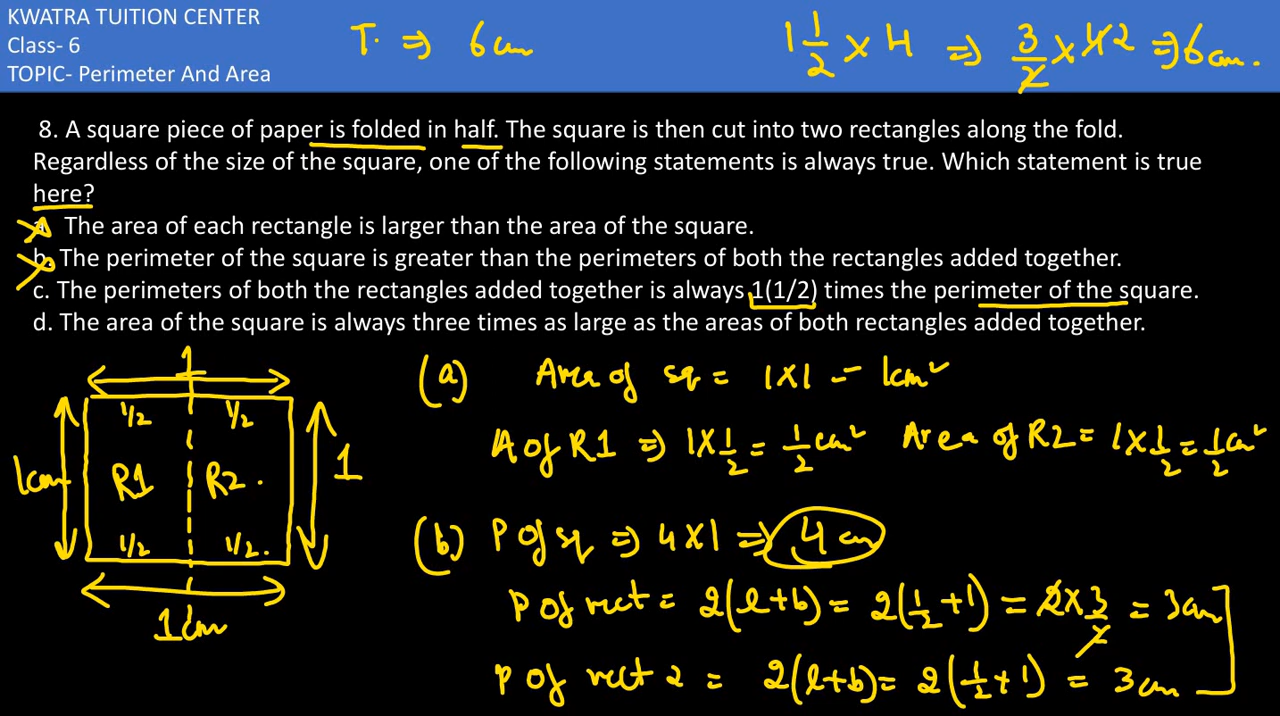 KWATRA TUITION CENTER
Class- 6
TOPIC- Perimeter And Area
T. ⇒ 6 cm
1 1/2 × 4 ⇒ 3/2 × 4 2 ⇒ 6 cm.
8. A square piece of paper is folded in half. The square is then cut into two rectangles along the fold.
Regardless of the size of the square, one of the following statements is always true. Which statement is true
here?
a. The area of each rectangle is larger than the area of the square.
b. The perimeter of the square is greater than the perimeters of both the rectangles added together.
c. The perimeters of both the rectangles added together is always 1(1/2) times the perimeter of the square.
d. The area of the square is always three times as large as the areas of both rectangles added together.
1
1/2 1/2
1cm R1 R2. 1
1/2 1/2.
1cm
(a) Area of sq = 1×1 = 1cm²
A of R1 ⇒ 1×1/2 = 1/2 cm² Area of R2 = 1×1/2 = 1/2 cm²
(b) P of sq ⇒ 4×1 ⇒ 4 cm
P of rect = 2(l+b) = 2(1/2+1) = 2×3/2 = 3cm
P of rect 2 = 2(l+b) = 2(1/2+1) = 3cm